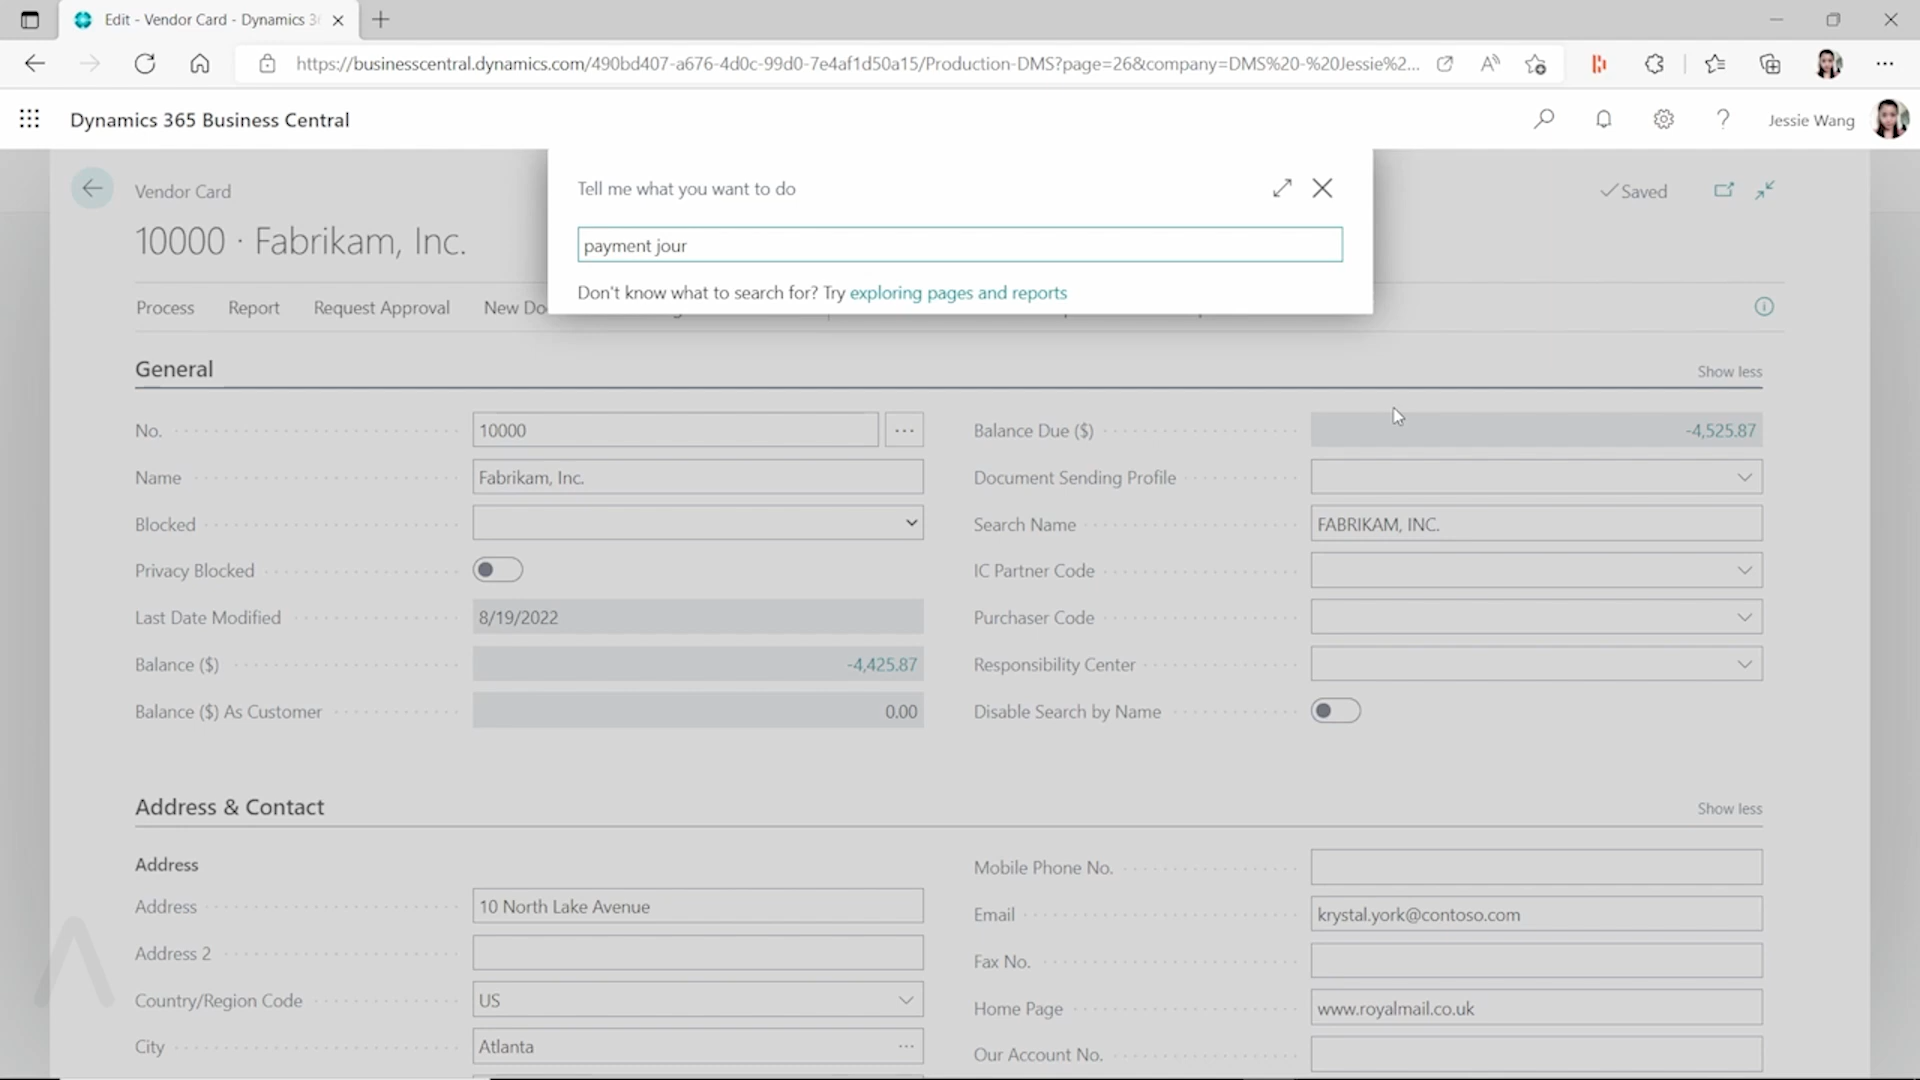 Edit - Vendor Card - Dynamics 3
https://businesscentral.dynamics.com/490bd407-a676-4d0c-99d0-7e4af1d50a15/Production-DMS?page=26&company=DMS%20-%20Jessie%2...
Dynamics 365 Business Central
Jessie Wang
Tell me what you want to do
payment jour
Don't know what to search for? Try exploring pages and reports
Vendor Card
Saved
10000 · Fabrikam, Inc.
Process Report Request Approval New Do
General
Show less
No. 10000 ...
Name Fabrikam, Inc.
Blocked
Privacy Blocked
Last Date Modified 8/19/2022
Balance ($) -4,425.87
Balance ($) As Customer 0.00
Balance Due ($) -4,525.87
Document Sending Profile
Search Name FABRIKAM, INC.
IC Partner Code
Purchaser Code
Responsibility Center
Disable Search by Name
Address & Contact
Show less
Address
Address 10 North Lake Avenue
Address 2
Country/Region Code US
City Atlanta ...
Mobile Phone No.
Email krystal.york@contoso.com
Fax No.
Home Page www.royalmail.co.uk
Our Account No.